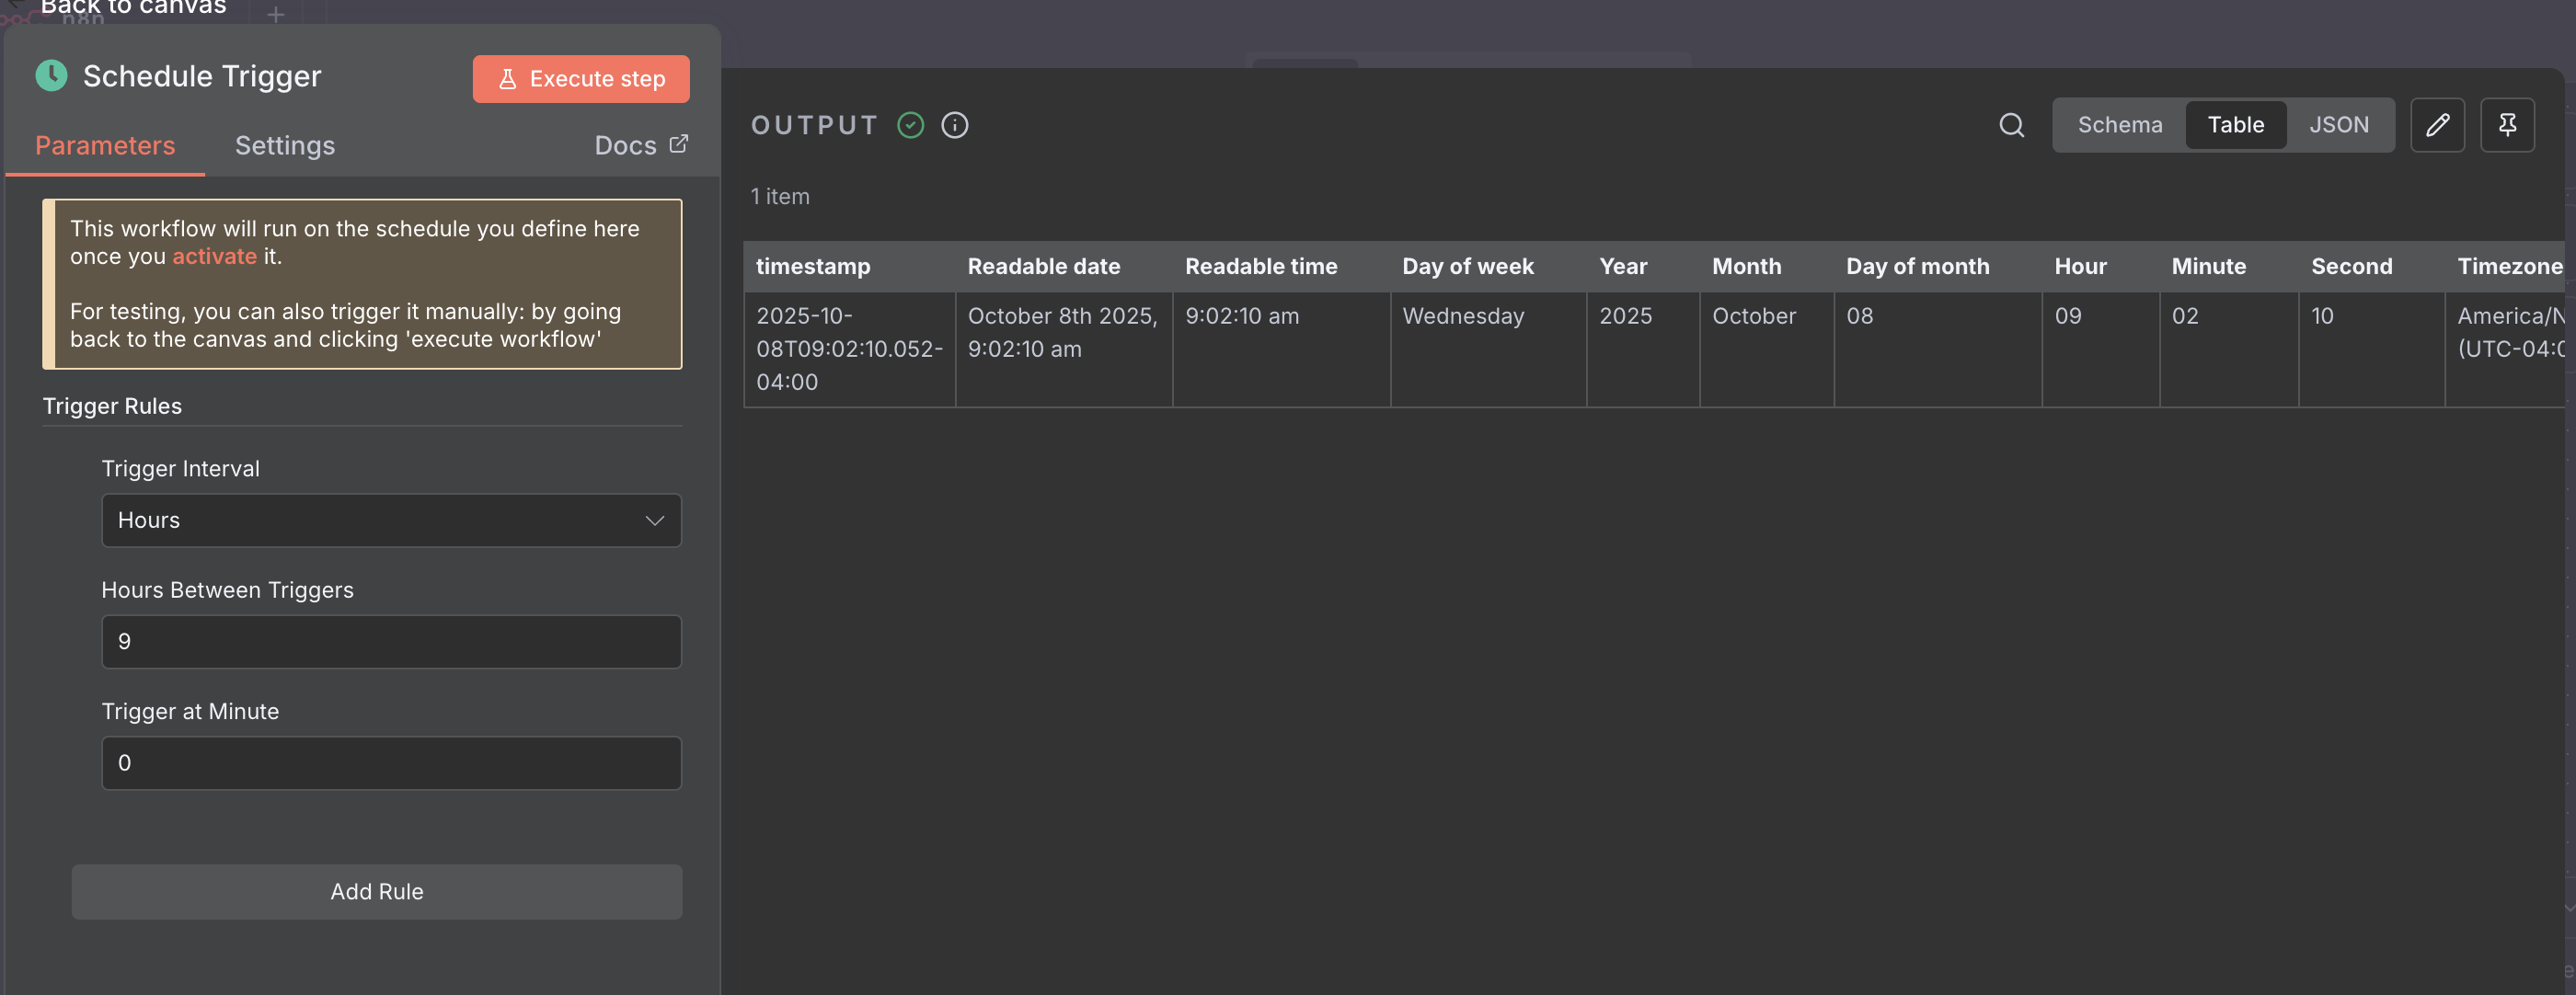 Back to canvas
n8n
Schedule Trigger
Execute step
Parameters
Settings
Docs
This workflow will run on the schedule you define here
once you activate it.
For testing, you can also trigger it manually: by going
back to the canvas and clicking 'execute workflow'
Trigger Rules
Trigger Interval
Hours
Hours Between Triggers
9
Trigger at Minute
0
Add Rule
OUTPUT
Schema
Table
JSON
1 item
timestamp Readable date Readable time Day of week Year Month Day of month Hour Minute Second Timezone
2025-10- October 8th 2025, 9:02:10 am Wednesday 2025 October 08 09 02 10 America/N
08T09:02:10.052- 9:02:10 am (UTC-04:0
04:00